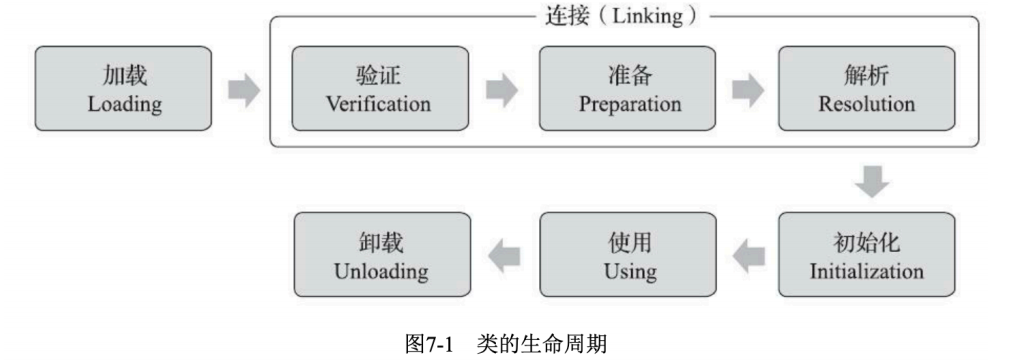 连接（Linking）
加载
Loading
验证
Verification
准备
Preparation
解析
Resolution
初始化
Initialization
使用
Using
卸载
Unloading
图7-1 类的生命周期